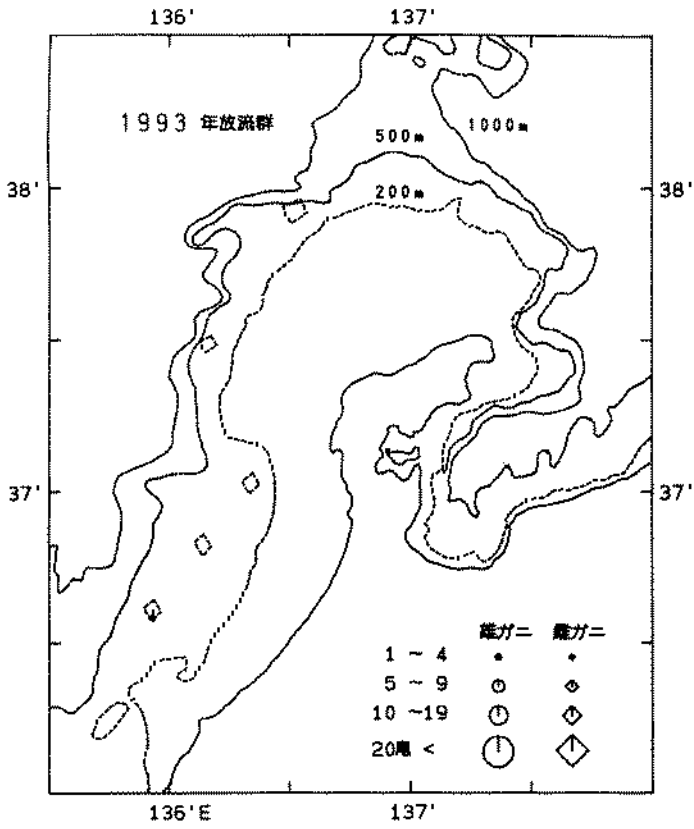 136' 137'
1993 年放流群
500m 1000m
38' 200m 38'
37' 37'
雄ガニ 雌ガニ
1 ～ 4
5 ～ 9
10 ～19
20尾 <
136'E 137'